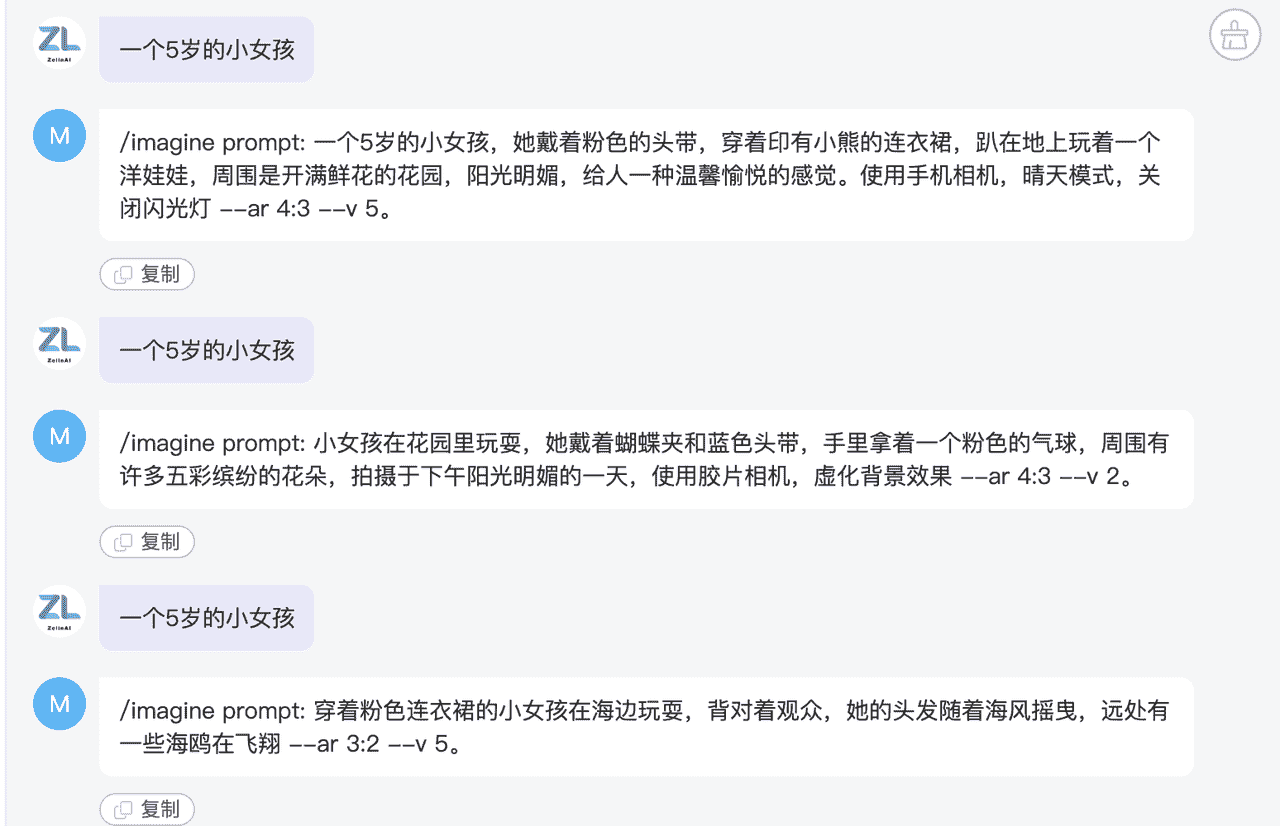 ZL
ZelinAI
一个5岁的小女孩
M
/imagine prompt: 一个5岁的小女孩，她戴着粉色的头带，穿着印有小熊的连衣裙，趴在地上玩着一个
洋娃娃，周围是开满鲜花的花园，阳光明媚，给人一种温馨愉悦的感觉。使用手机相机，晴天模式，关
闭闪光灯 --ar 4:3 --v 5。
复制
ZL
ZelinAI
一个5岁的小女孩
M
/imagine prompt: 小女孩在花园里玩耍，她戴着蝴蝶夹和蓝色头带，手里拿着一个粉色的气球，周围有
许多五彩缤纷的花朵，拍摄于下午阳光明媚的一天，使用胶片相机，虚化背景效果 --ar 4:3 --v 2。
复制
ZL
ZelinAI
一个5岁的小女孩
M
/imagine prompt: 穿着粉色连衣裙的小女孩在海边玩耍，背对着观众，她的头发随着海风摇曳，远处有
一些海鸥在飞翔 --ar 3:2 --v 5。
复制